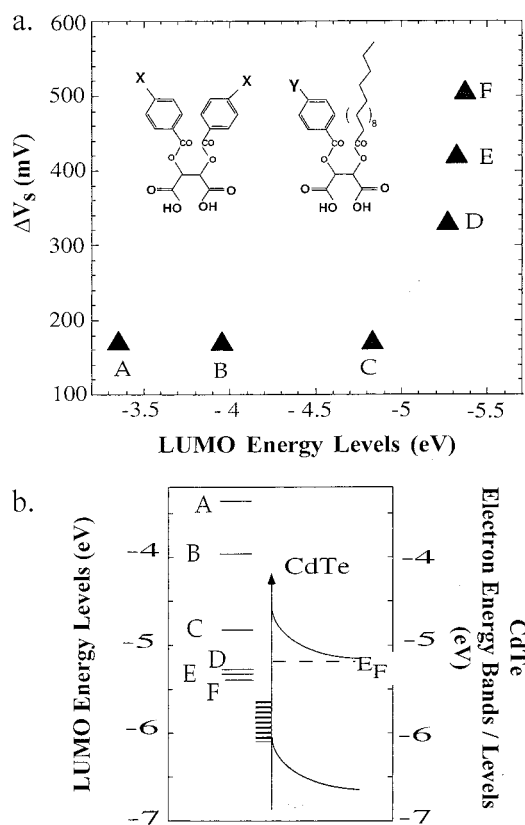 a.
600
500
400
300
200
100
ΔVS (mV)
X
X
Y
CO
CO
CO
CO
O
O
O
O
8
O
O
O
O
HO
OH
HO
OH
A
B
C
D
E
F
-3.5
-4
-4.5
-5
-5.5
LUMO Energy Levels (eV)
b.
LUMO Energy Levels (eV)
-4
-5
-6
-7
A
B
C
D
E
F
CdTe
EF
-4
-5
-6
-7
CdTe
Electron Energy Bands / Levels
(eV)